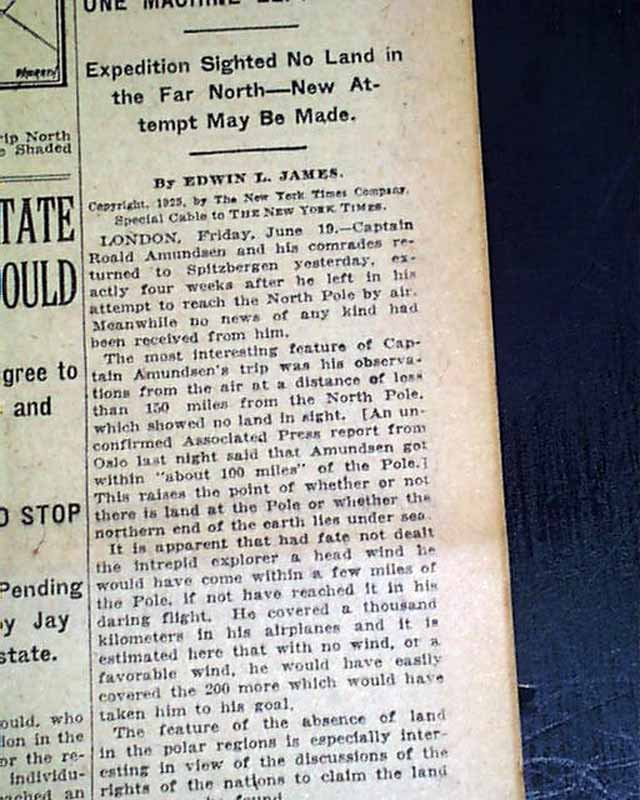 ONE MACHINE
Expedition Sighted No Land in
the Far North—New At-
tempt May Be Made.
By EDWIN L. JAMES.
Copyright, 1925, by The New York Times Company.
Special Cable to THE NEW YORK TIMES.
LONDON, Friday, June 19.—Captain
Roald Amundsen and his comrades re-
turned to Spitzbergen yesterday, ex-
actly four weeks after he left in his
attempt to reach the North Pole by air.
Meanwhile no news of any kind had
been received from him.
The most interesting feature of Cap-
tain Amundsen's trip was his observa-
tions from the air at a distance of less
than 150 miles from the North Pole,
which showed no land in sight. [An un-
confirmed Associated Press report from
Oslo last night said that Amundsen got
within "about 100 miles" of the Pole.]
This raises the point of whether or not
there is land at the Pole or whether the
northern end of the earth lies under sea.
It is apparent that had fate not dealt
the intrepid explorer a head wind he
would have come within a few miles of
the Pole, if not have reached it in his
daring flight. He covered a thousand
kilometers in his airplanes and it is
estimated here that with no wind, or a
favorable wind, he would have easily
covered the 200 more which would have
taken him to his goal.
The feature of the absence of land
in the polar regions is especially inter-
esting in view of the discussions of the
rights of the nations to claim the land
found.
rip North
e Shaded
TATE
OULD
gree to
and
O STOP
Pending
y Jay
state.
ould, who
ion in the
or the re-
individu-
ached an